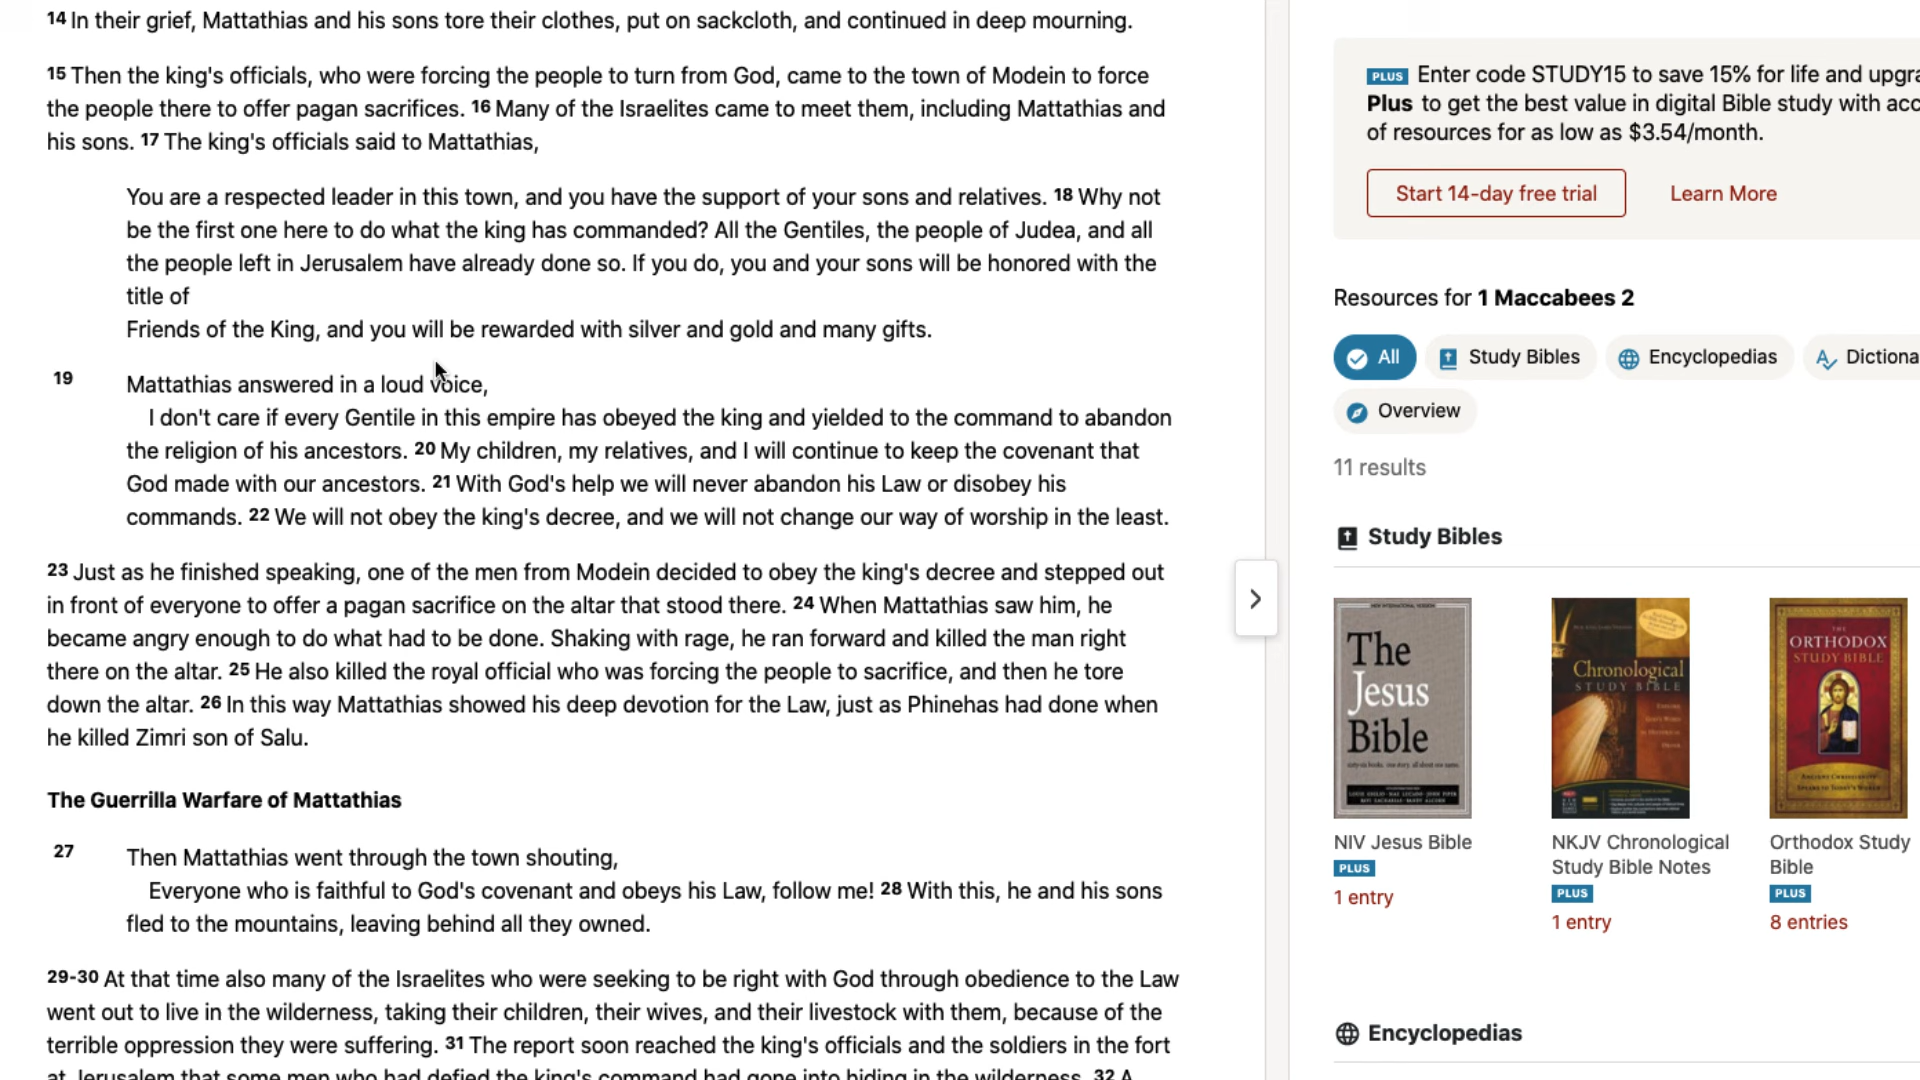 14 In their grief, Mattathias and his sons tore their clothes, put on sackcloth, and continued in deep mourning.
15 Then the king's officials, who were forcing the people to turn from God, came to the town of Modein to force
the people there to offer pagan sacrifices. 16 Many of the Israelites came to meet them, including Mattathias and
his sons. 17 The king's officials said to Mattathias,
You are a respected leader in this town, and you have the support of your sons and relatives. 18 Why not
be the first one here to do what the king has commanded? All the Gentiles, the people of Judea, and all
the people left in Jerusalem have already done so. If you do, you and your sons will be honored with the
title of
Friends of the King, and you will be rewarded with silver and gold and many gifts.
19 Mattathias answered in a loud voice,
I don't care if every Gentile in this empire has obeyed the king and yielded to the command to abandon
the religion of his ancestors. 20 My children, my relatives, and I will continue to keep the covenant that
God made with our ancestors. 21 With God's help we will never abandon his Law or disobey his
commands. 22 We will not obey the king's decree, and we will not change our way of worship in the least.
23 Just as he finished speaking, one of the men from Modein decided to obey the king's decree and stepped out
in front of everyone to offer a pagan sacrifice on the altar that stood there. 24 When Mattathias saw him, he
became angry enough to do what had to be done. Shaking with rage, he ran forward and killed the man right
there on the altar. 25 He also killed the royal official who was forcing the people to sacrifice, and then he tore
down the altar. 26 In this way Mattathias showed his deep devotion for the Law, just as Phinehas had done when
he killed Zimri son of Salu.
The Guerrilla Warfare of Mattathias
27 Then Mattathias went through the town shouting,
Everyone who is faithful to God's covenant and obeys his Law, follow me! 28 With this, he and his sons
fled to the mountains, leaving behind all they owned.
29-30 At that time also many of the Israelites who were seeking to be right with God through obedience to the Law
went out to live in the wilderness, taking their children, their wives, and their livestock with them, because of the
terrible oppression they were suffering. 31 The report soon reached the king's officials and the soldiers in the fort
at Jerusalem that some men who had defied the king's command had gone into hiding in the wilderness. 32 A
PLUS Enter code STUDY15 to save 15% for life and upgra
Plus to get the best value in digital Bible study with acc
of resources for as low as $3.54/month.
Start 14-day free trial
Learn More
Resources for 1 Maccabees 2
All
Study Bibles
Encyclopedias
Dictiona
Overview
11 results
Study Bibles
The
Jesus
Bible
Chronological
STUDY BIBLE
THE
ORTHODOX
STUDY BIBLE
NIV Jesus Bible
PLUS
1 entry
NKJV Chronological
Study Bible Notes
PLUS
1 entry
Orthodox Study
Bible
PLUS
8 entries
Encyclopedias